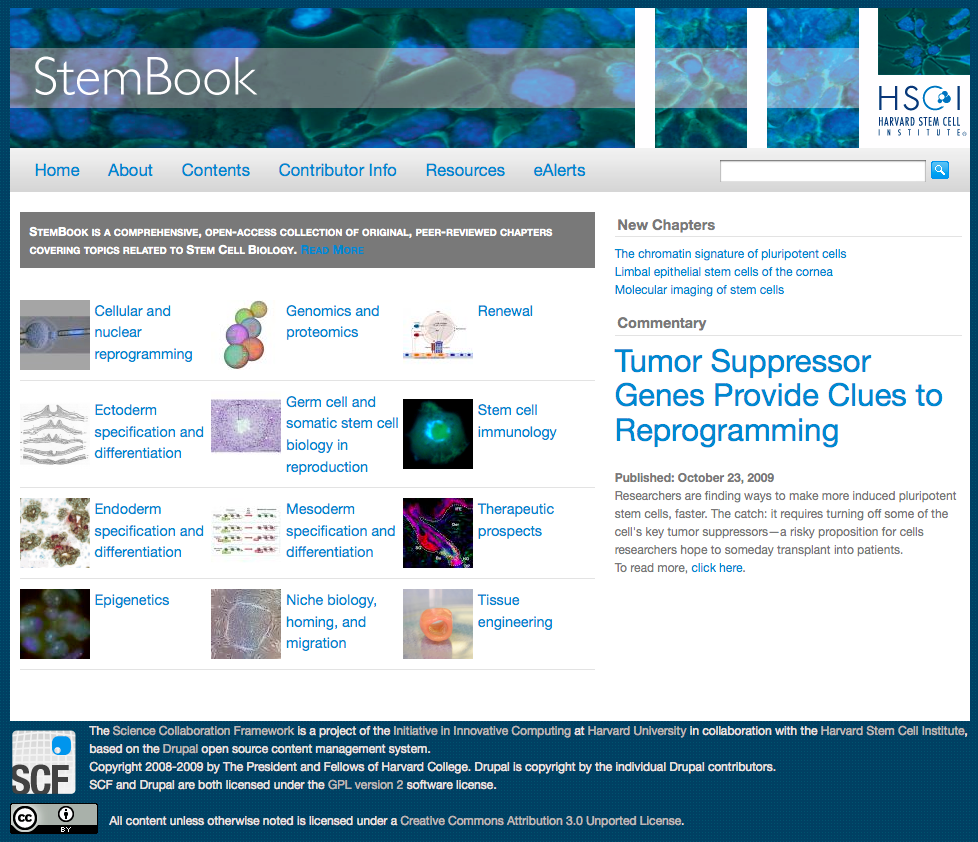 StemBook
HSCI
HARVARD STEM CELL
INSTITUTE®
Home About Contents Contributor Info Resources eAlerts
STEMBOOK IS A COMPREHENSIVE, OPEN-ACCESS COLLECTION OF ORIGINAL, PEER-REVIEWED CHAPTERS
COVERING TOPICS RELATED TO STEM CELL BIOLOGY. READ MORE
Cellular and
nuclear
reprogramming
Genomics and
proteomics
Renewal
Ectoderm
specification and
differentiation
Germ cell and
somatic stem cell
biology in
reproduction
Stem cell
immunology
Endoderm
specification and
differentiation
Mesoderm
specification and
differentiation
Therapeutic
prospects
Epigenetics
Niche biology,
homing, and
migration
Tissue
engineering
New Chapters
The chromatin signature of pluripotent cells
Limbal epithelial stem cells of the cornea
Molecular imaging of stem cells
Commentary
Tumor Suppressor
Genes Provide Clues to
Reprogramming
Published: October 23, 2009
Researchers are finding ways to make more induced pluripotent
stem cells, faster. The catch: it requires turning off some of the
cell's key tumor suppressors—a risky proposition for cells
researchers hope to someday transplant into patients.
To read more, click here.
SCF
The Science Collaboration Framework is a project of the Initiative in Innovative Computing at Harvard University in collaboration with the Harvard Stem Cell Institute,
based on the Drupal open source content management system.
Copyright 2008-2009 by The President and Fellows of Harvard College. Drupal is copyright by the individual Drupal contributors.
SCF and Drupal are both licensed under the GPL version 2 software license.
cc
BY
All content unless otherwise noted is licensed under a Creative Commons Attribution 3.0 Unported License.